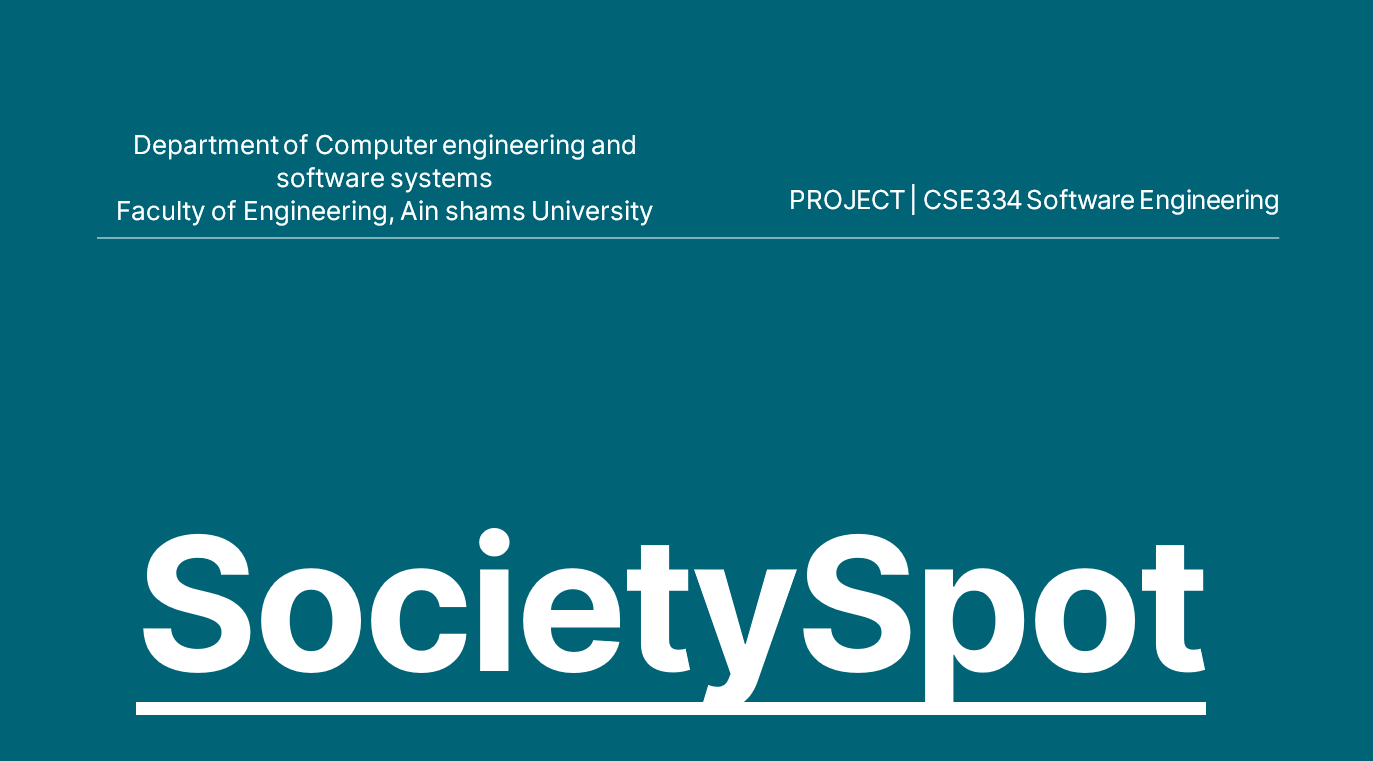 Department of Computer engineering and
software systems
Faculty of Engineering, Ain shams University
PROJECT | CSE334 Software Engineering
SocietySpot